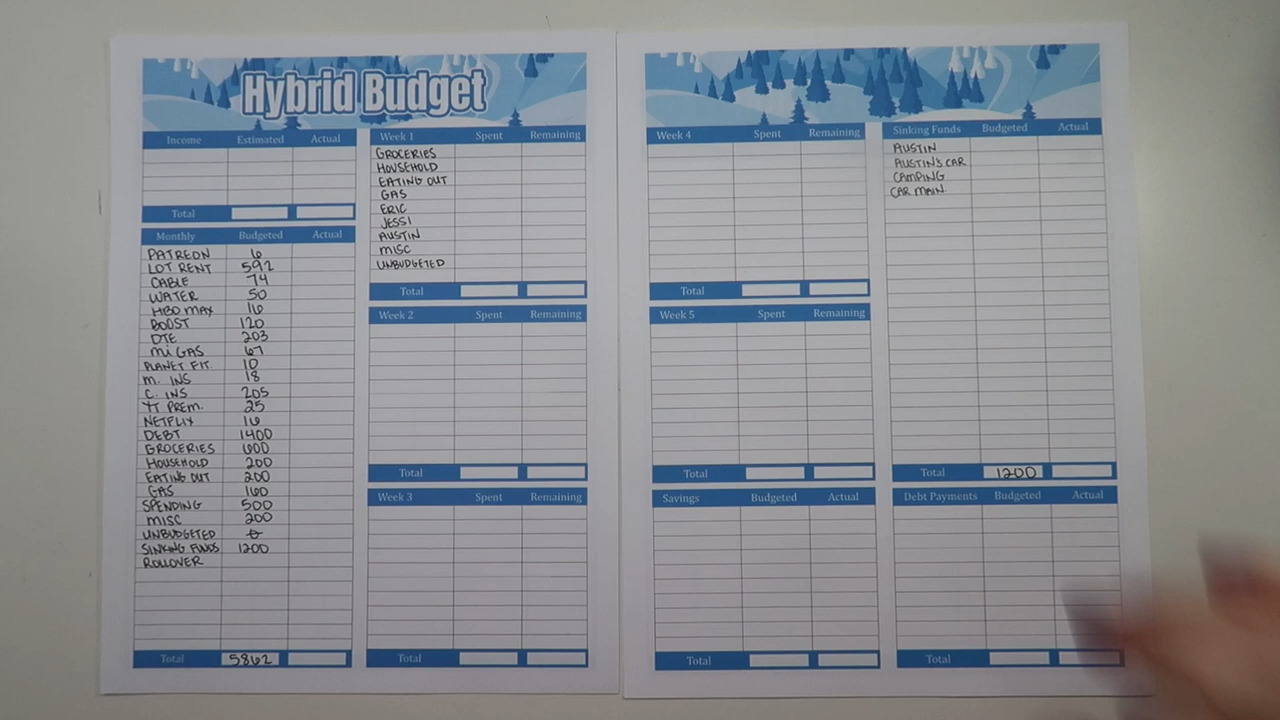 Hybrid Budget
Income Estimated Actual
Total
Monthly Budgeted Actual
PATREON 6
LOT RENT 592
CABLE 74
WATER 50
HBO MAX 16
BOOST 120
DTE 203
MI GAS 67
PLANET FIT. 10
M. INS 18
C. INS 205
YT PREM. 25
NETFLIX 16
DEBT 1400
GROCERIES 600
HOUSEHOLD 200
EATING OUT 200
GAS 160
SPENDING 500
MISC 200
UNBUDGETED 0
SINKING FUNDS 1200
ROLLOVER
Total 5862
Week 1 Spent Remaining
GROCERIES
HOUSEHOLD
EATING OUT
GAS
ERIC
JESSI
AUSTIN
MISC
UNBUDGETED
Total
Week 2 Spent Remaining
Total
Week 3 Spent Remaining
Total
Week 4 Spent Remaining
Total
Week 5 Spent Remaining
Total
Savings Budgeted Actual
Total
Sinking Funds Budgeted Actual
AUSTIN
AUSTIN'S CAR
CAMPING
CAR MAIN.
Total 1200
Debt Payments Budgeted Actual
Total